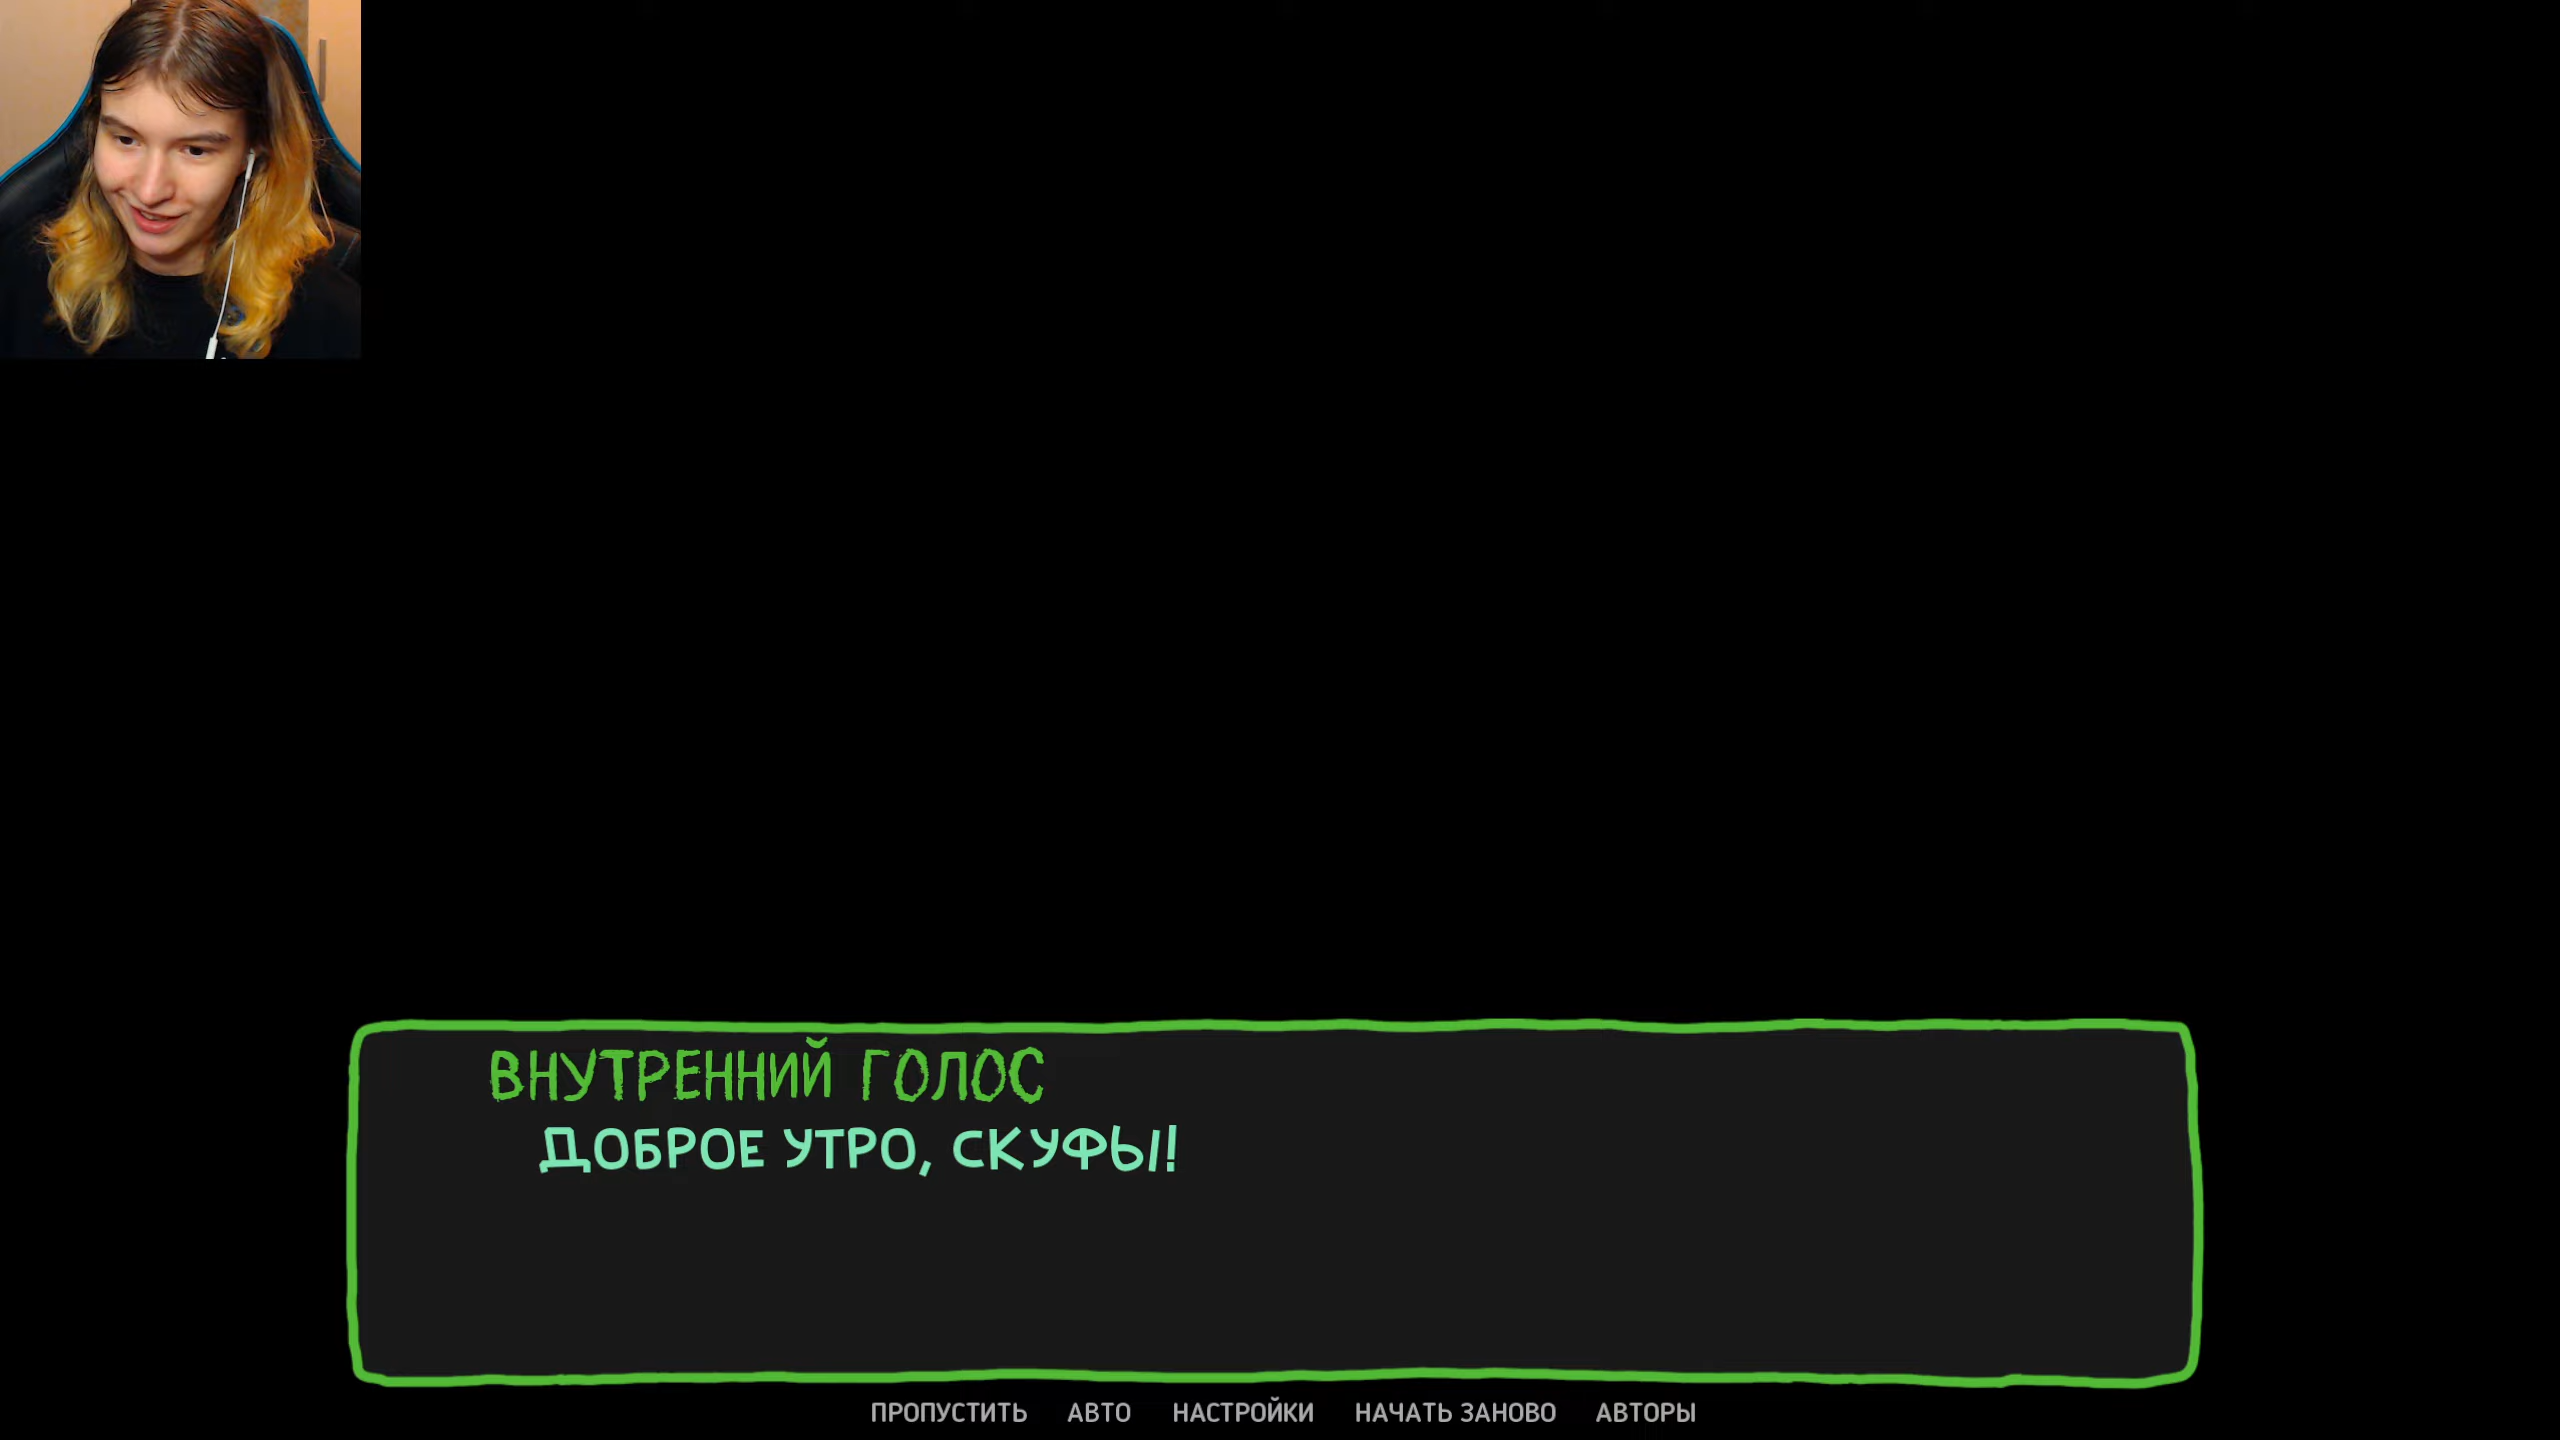 ВНУТРЕННИЙ ГОЛОС
ДОБРОЕ УТРО, СКУФЫ!
ПРОПУСТИТЬ АВТО НАСТРОЙКИ НАЧАТЬ ЗАНОВО АВТОРЫ